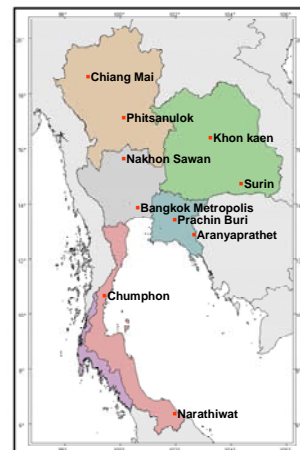 Chiang Mai
Phitsanulok
Khon kaen
Nakhon Sawan
Surin
Bangkok Metropolis
Prachin Buri
Aranyaprathet
Chumphon
Narathiwat